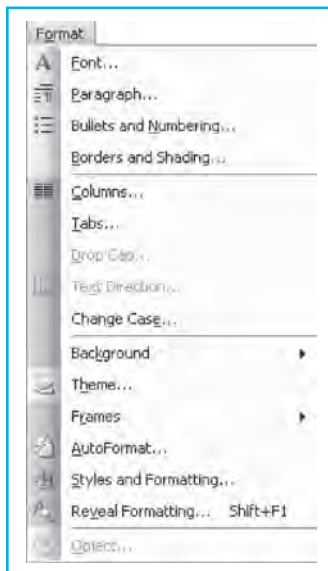 Format
Font...
Paragraph...
Bullets and Numbering...
Borders and Shading...
Columns...
Tabs...
Drop Cap...
Text Direction...
Change Case...
Background
Theme...
Frames
AutoFormat...
Styles and Formatting...
Reveal Formatting... Shift+F1
Object...